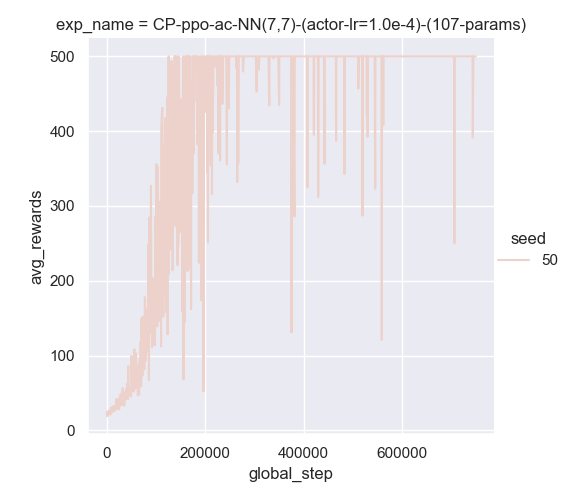 exp_name = CP-ppo-ac-NN(7,7)-(actor-lr=1.0e-4)-(107-params)
500
400
300
200
100
0
avg_rewards
0 200000 400000 600000
global_step
seed
50